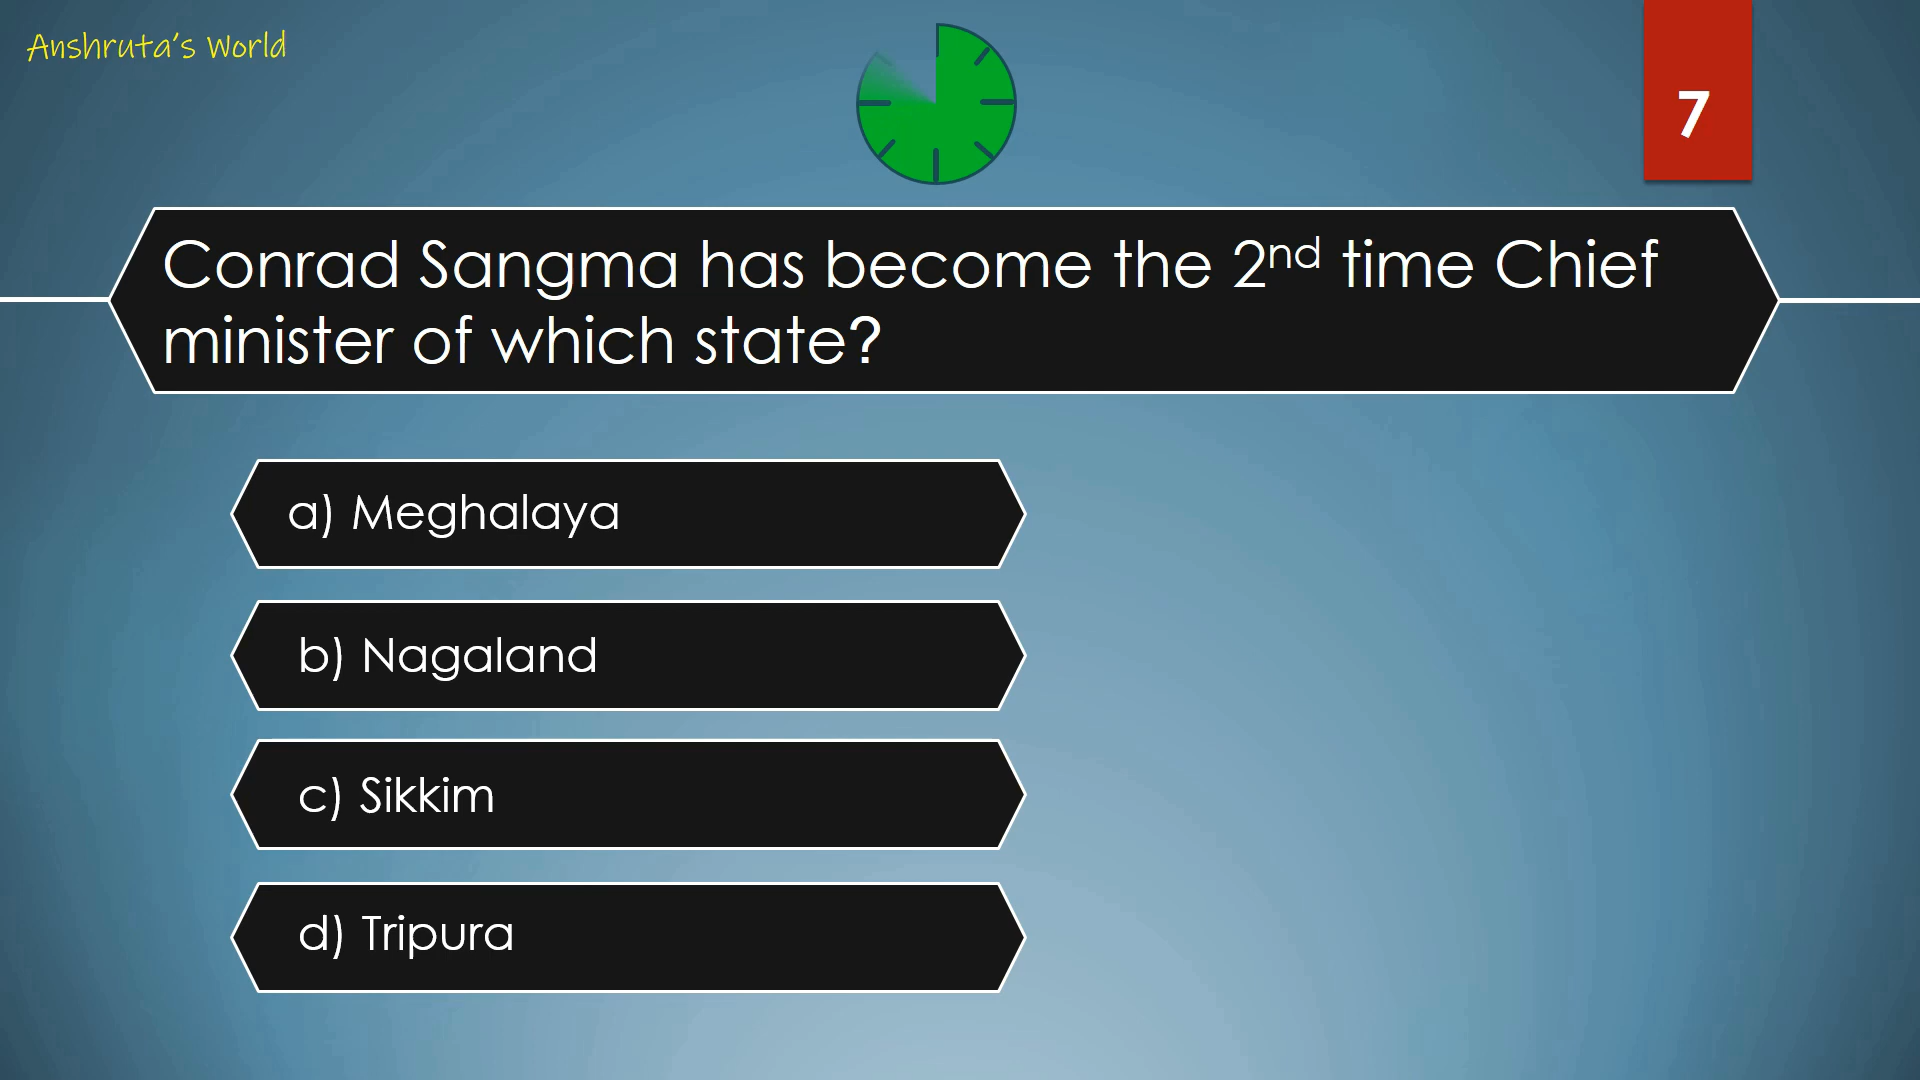 Anshruta's World
7
Conrad Sangma has become the 2nd time Chief
minister of which state?
a) Meghalaya
b) Nagaland
c) Sikkim
d) Tripura